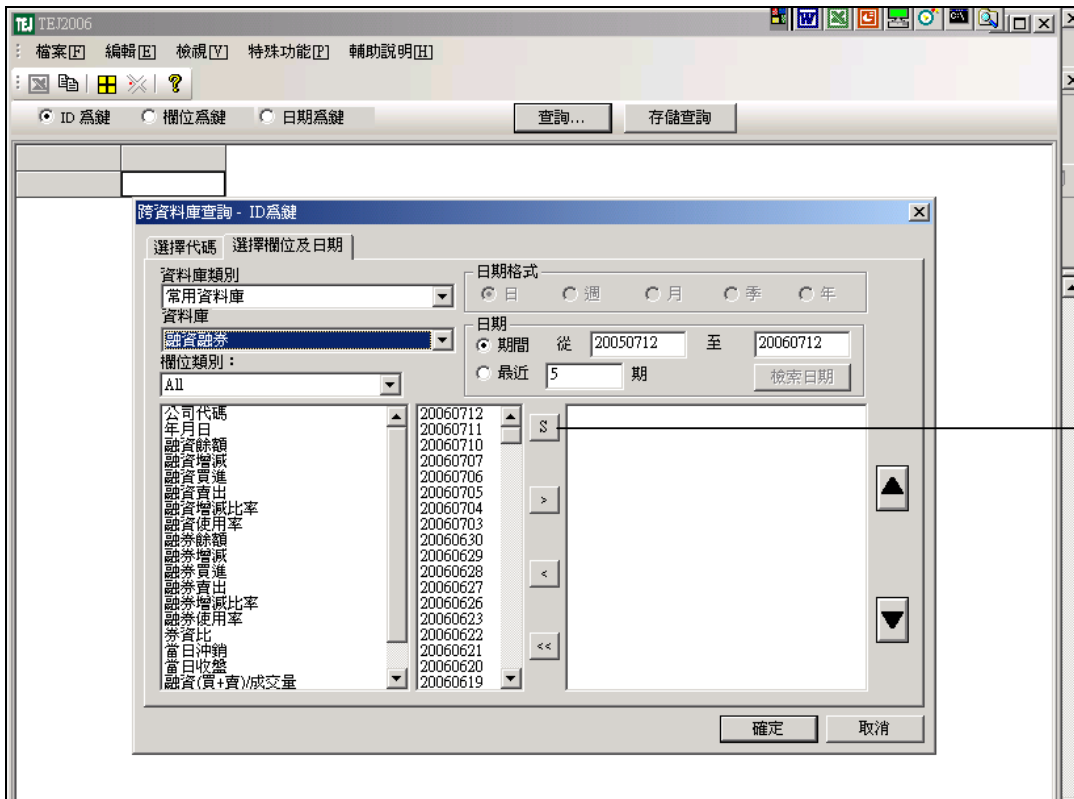 TEJ TEJ2006
檔案[F] 編輯[E] 檢視[V] 特殊功能[P] 輔助說明[H]
ID 為鍵 欄位為鍵 日期為鍵 查詢... 存儲查詢
跨資料庫查詢 - ID為鍵
選擇代碼 選擇欄位及日期
資料庫類別
常用資料庫
資料庫
融資融券
欄位類別：
All
日期格式
日 週 月 季 年
日期
期間 從 20050712 至 20060712
最近 5 期 檢索日期
公司代碼
年月日
融資餘額
融資增減
融資買進
融資賣出
融資增減比率
融資使用率
融券餘額
融券增減
融券買進
融券賣出
融券增減比率
融券使用率
券資比
當日沖銷
當日收盤
融資(買+賣)/成交量
20060712
20060711
20060710
20060707
20060706
20060705
20060704
20060703
20060630
20060629
20060628
20060627
20060626
20060623
20060622
20060621
20060620
20060619
S
>
<
<<
確定 取消